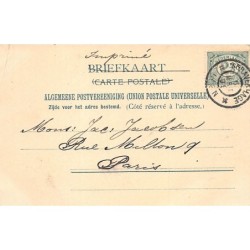 Imprimé
BRIEFKAART
(CARTE POSTALE)
ALGEMEENE POSTVEREENIGING (UNION POSTALE UNIVERSELLE)
Zijde voor het adres bestemd. (Côté réservé à l'adresse.)
Mons: Jac, Jacobsen
Rue Millon 9
Paris